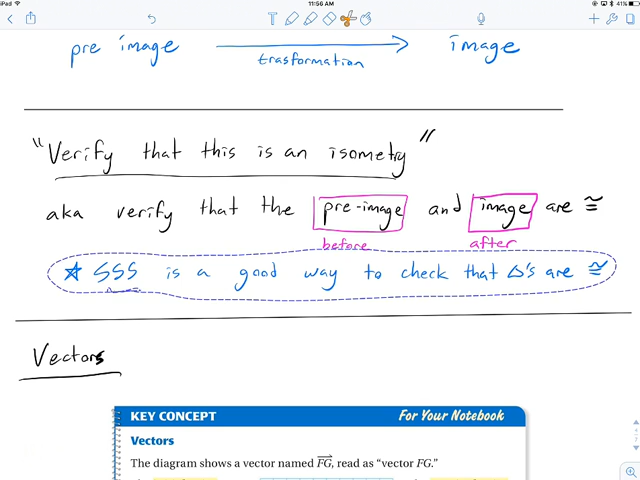 iPad
11:56 AM
41%
T
pre image
trasformation
image
"Verify that this is an isometry"
aka verify that the pre-image and image are ≅
before after
★ SSS is a good way to check that △'s are ≅
Vectors
KEY CONCEPT For Your Notebook
Vectors
The diagram shows a vector named FG, read as “vector FG.”